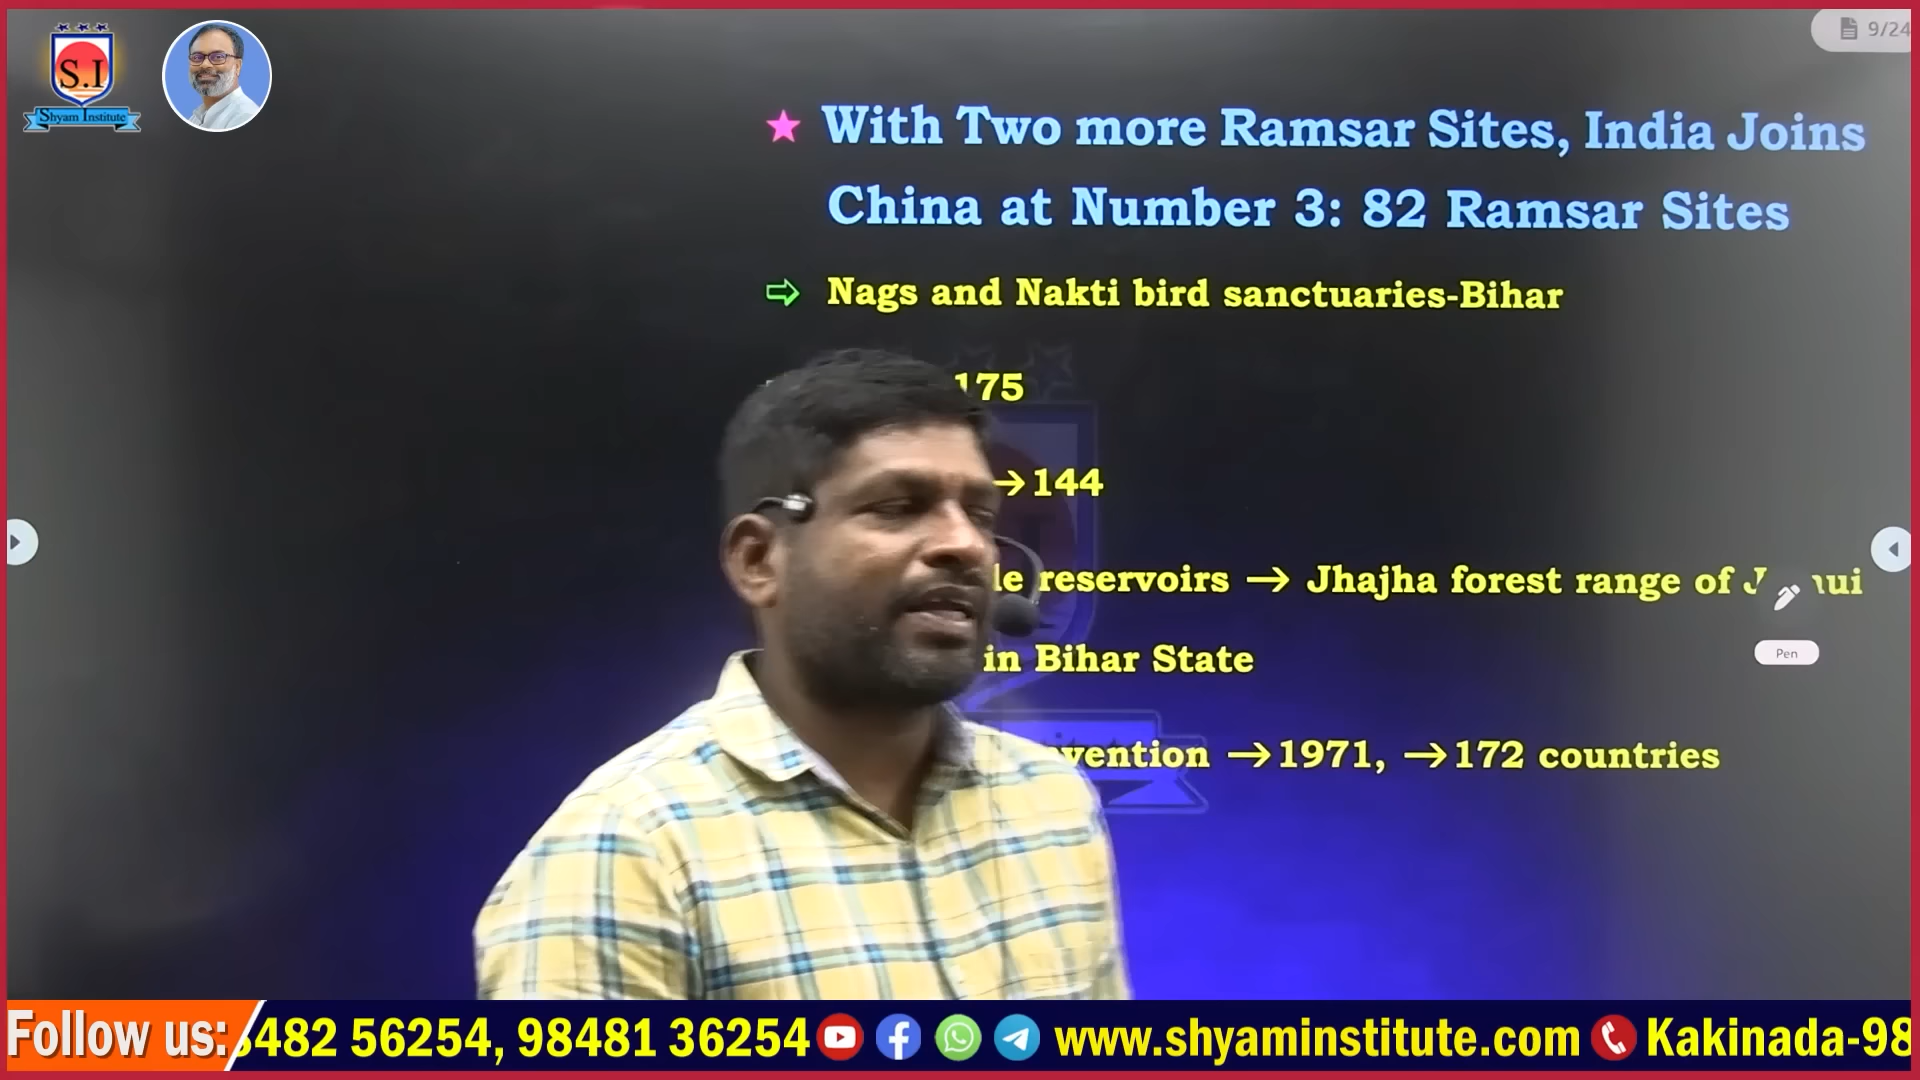 S.I
Shyam Institute
9/24
With Two more Ramsar Sites, India Joins
China at Number 3: 82 Ramsar Sites
Nags and Nakti bird sanctuaries-Bihar
175
→144
reservoirs → Jhajha forest range of
in Bihar State
→1971, →172 countries
Pen
Follow us: 482 56254, 98481 36254 www.shyaminstitute.com Kakinada-98